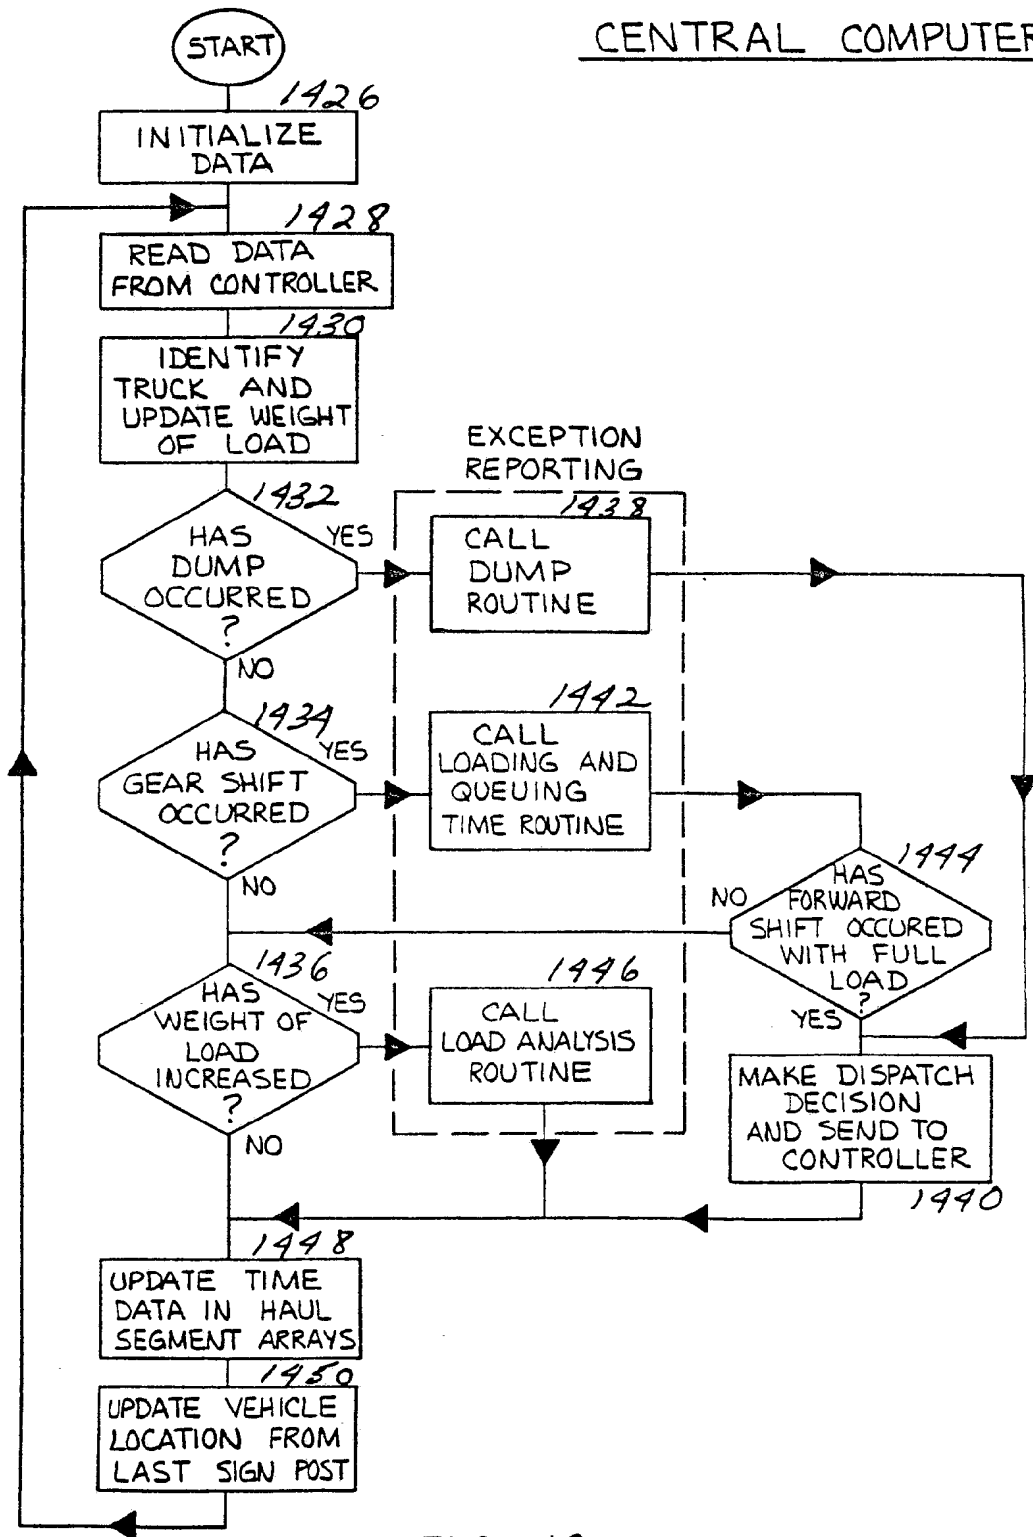 CENTRAL COMPUTER
START
1426
INITIALIZE
DATA
1428
READ DATA
FROM CONTROLLER
1430
IDENTIFY
TRUCK AND
UPDATE WEIGHT
OF LOAD
EXCEPTION
REPORTING
1432
HAS
DUMP
OCCURRED
?
YES
NO
1438
CALL
DUMP
ROUTINE
1434
HAS
GEAR SHIFT
OCCURRED
?
YES
NO
1442
CALL
LOADING AND
QUEUING
TIME ROUTINE
1444
HAS
FORWARD
SHIFT OCCURED
WITH FULL
LOAD
?
NO
YES
1436
HAS
WEIGHT OF
LOAD
INCREASED
?
YES
NO
1446
CALL
LOAD ANALYSIS
ROUTINE
MAKE DISPATCH
DECISION
AND SEND TO
CONTROLLER
1440
1448
UPDATE TIME
DATA IN HAUL
SEGMENT ARRAYS
1450
UPDATE VEHICLE
LOCATION FROM
LAST SIGN POST